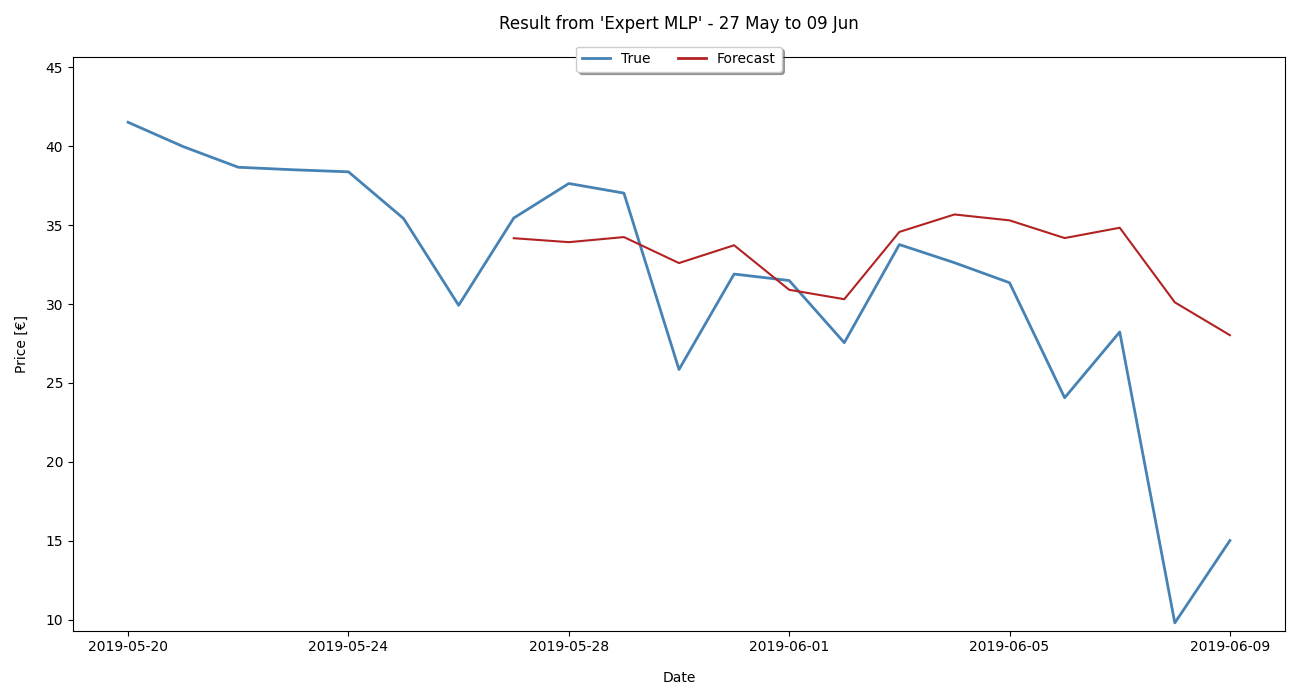 Result from 'Expert MLP' - 27 May to 09 Jun
True
Forecast
45
40
35
30
25
20
15
10
Price [€]
2019-05-20
2019-05-24
2019-05-28
2019-06-01
2019-06-05
2019-06-09
Date